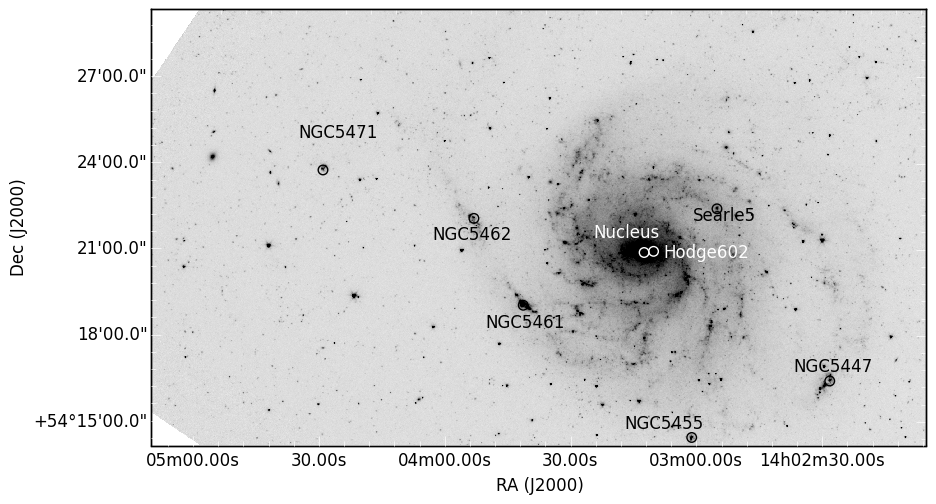 27'00.0"
NGC5471
24'00.0"
Searle5
NGC5462
Nucleus
21'00.0"
Hodge602
Dec (J2000)
NGC5461
18'00.0"
NGC5447
+54°15'00.0"
NGC5455
05m00.00s 30.00s 04m00.00s 30.00s 03m00.00s 14h02m30.00s
RA (J2000)